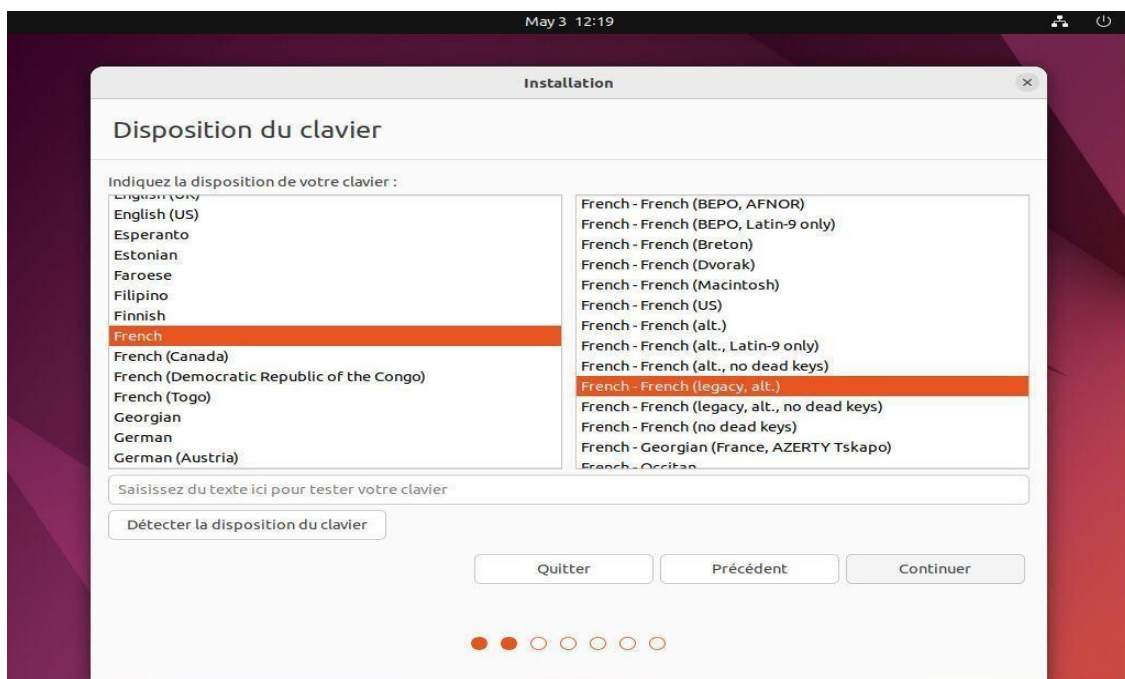 May 3 12:19
Installation
Disposition du clavier
Indiquez la disposition de votre clavier :
English (UK)
English (US)
Esperanto
Estonian
Faroese
Filipino
Finnish
French
French (Canada)
French (Democratic Republic of the Congo)
French (Togo)
Georgian
German
German (Austria)
French - French (BEPO, AFNOR)
French - French (BEPO, Latin-9 only)
French - French (Breton)
French - French (Dvorak)
French - French (Macintosh)
French - French (US)
French - French (alt.)
French - French (alt., Latin-9 only)
French - French (alt., no dead keys)
French - French (legacy, alt.)
French - French (legacy, alt., no dead keys)
French - French (no dead keys)
French - Georgian (France, AZERTY Tskapo)
French - Occitan
Saisissez du texte ici pour tester votre clavier
Détecter la disposition du clavier
Quitter
Précédent
Continuer